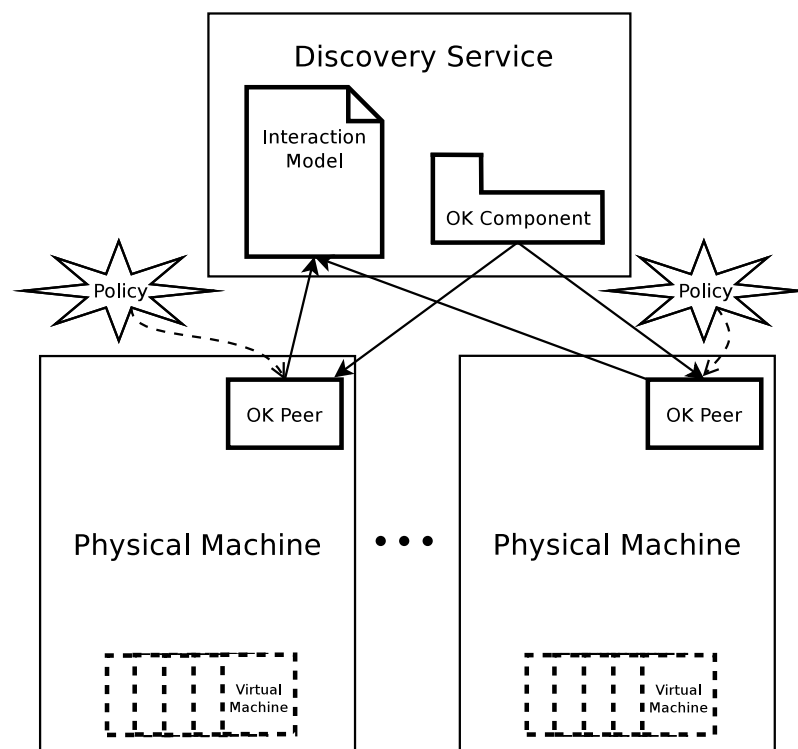 Discovery Service
Interaction
Model
OK Component
Policy
Policy
OK Peer
OK Peer
Physical Machine
Physical Machine
Virtual
Machine
Virtual
Machine